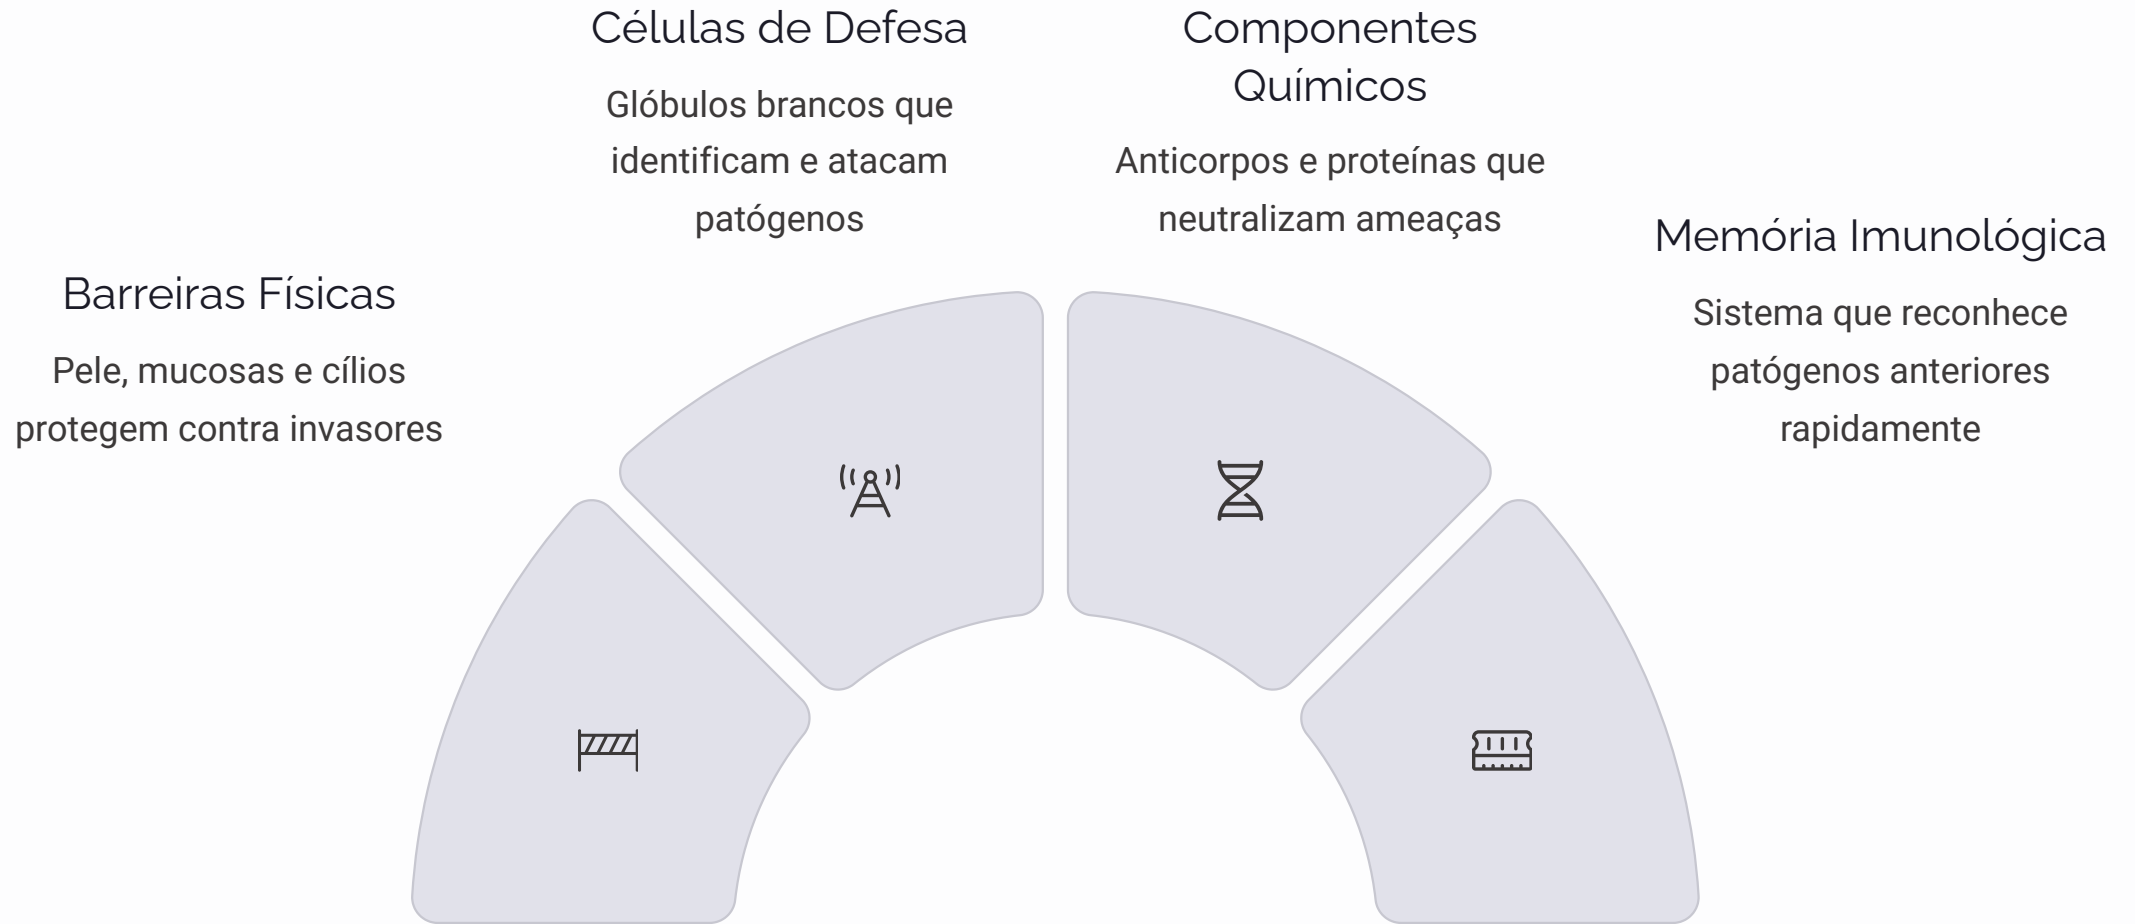 Barreiras Físicas
Pele, mucosas e cílios
protegem contra invasores
Células de Defesa
Glóbulos brancos que
identificam e atacam
patógenos
Componentes
Químicos
Anticorpos e proteínas que
neutralizam ameaças
Memória Imunológica
Sistema que reconhece
patógenos anteriores
rapidamente